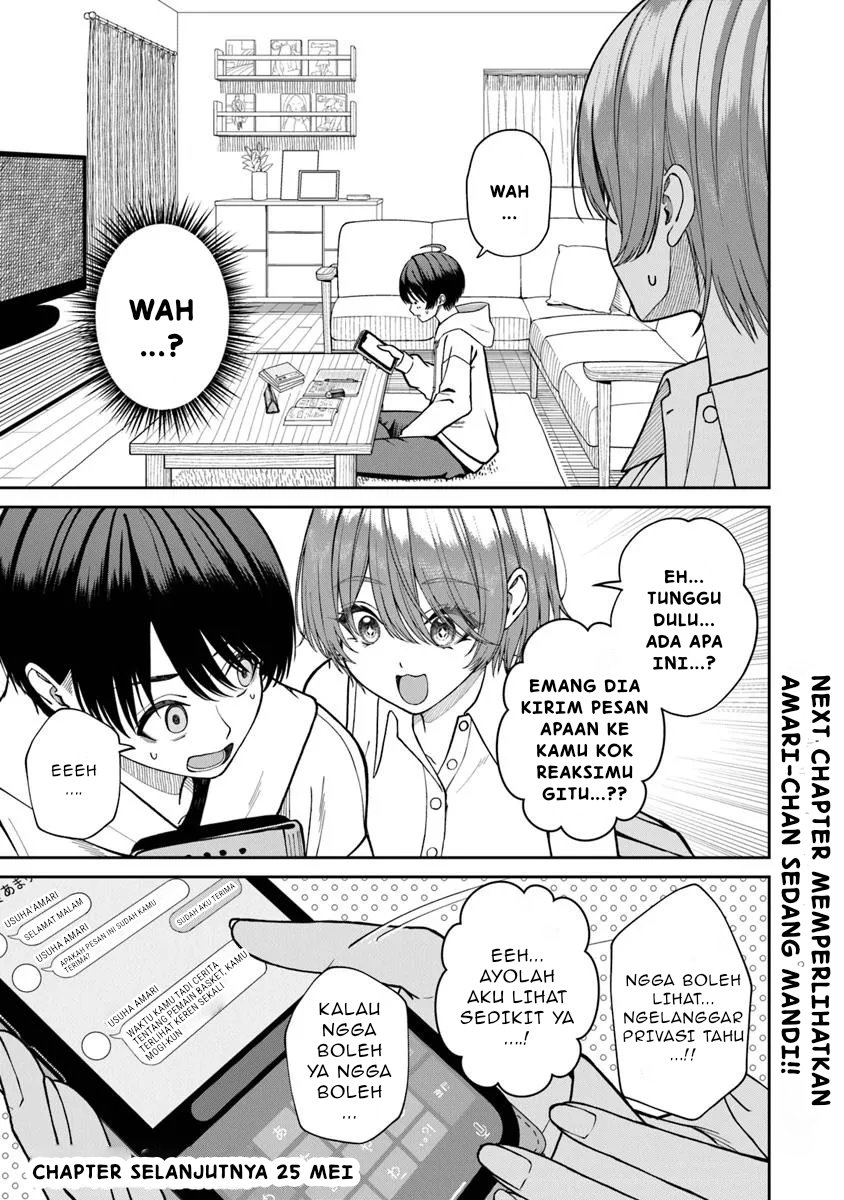 WAH
...
WAH
...?
EH...
TUNGGU
DULU...
ADA APA
INI...?
EMANG DIA
KIRIM PESAN
APAAN KE
KAMU KOK
REAKSIMU
GITU...??
EEEH
....
NGGA BOLEH
LIHAT...
NGELANGGAR
PRIVASI TAHU
...!!
EEH...
AYOLAH
AKU LIHAT
SEDIKIT YA
....!
KALAU
NGGA
BOLEH
YA NGGA
BOLEH
...
USUHA AMARI
SELAMAT MALAM
USUHA AMARI
APAKAH PESAN INI SUDAH KAMU
TERIMA?
SUDAH AKU TERIMA
USUHA AMARI
WAKTU KAMU TADI CERITA
TENTANG PEMAIN BASKET, KAMU
TERLIHAT KEREN SEKALI
MOGI-KUN
あ
わ
NEXT CHAPTER MEMPERLIHATKAN
AMARI-CHAN SEDANG MANDI!!
CHAPTER SELANJUTNYA 25 MEI